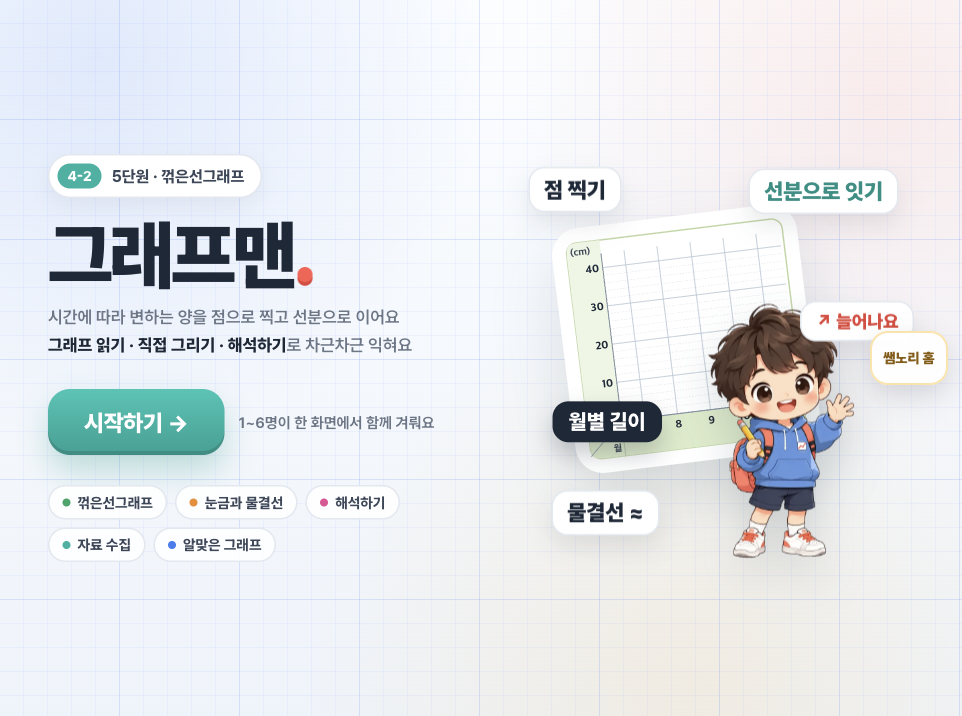 4-2 5단원 · 꺾은선그래프
그래프맨.
시간에 따라 변하는 양을 점으로 찍고 선분으로 이어요
그래프 읽기 · 직접 그리기 · 해석하기로 차근차근 익혀요
시작하기 →
1~6명이 한 화면에서 함께 겨뤄요
꺾은선그래프
눈금과 물결선
해석하기
자료 수집
알맞은 그래프
점 찍기
선분으로 잇기
(cm)
40
30
20
10
8
9
월
↗ 늘어나요
쌤노리 홈
월별 길이
물결선 ≈